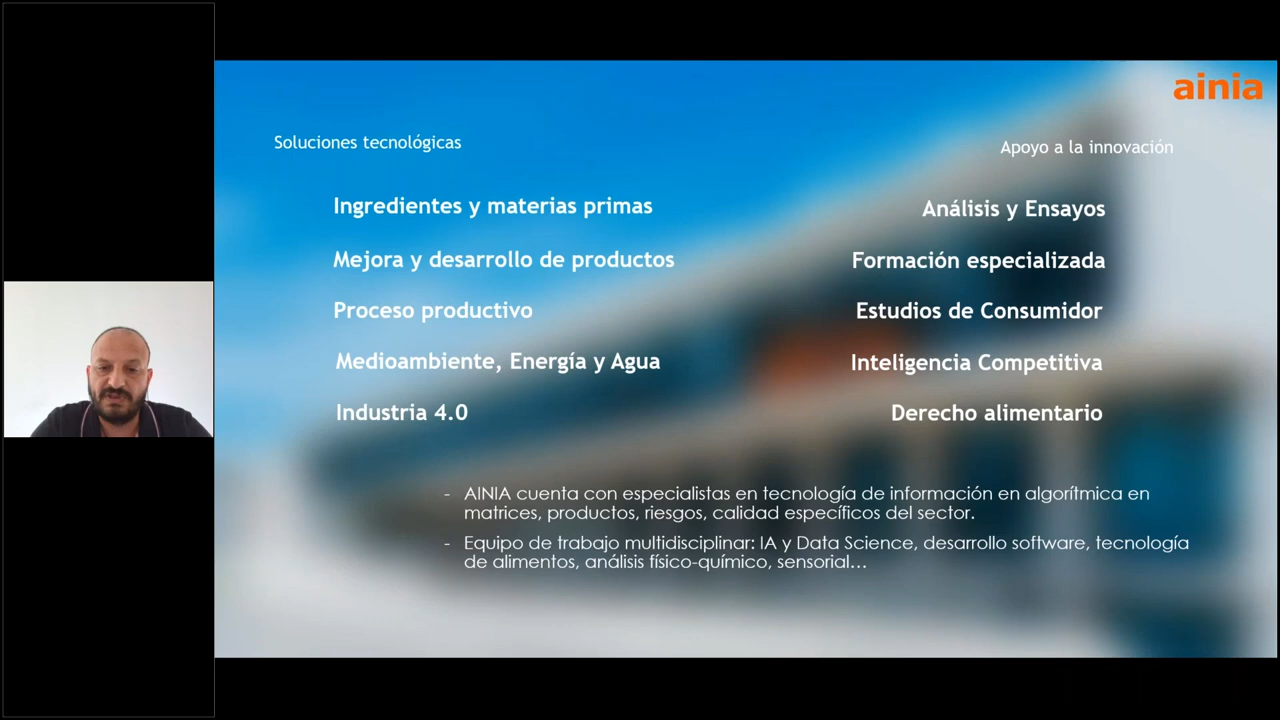 ainia
Soluciones tecnológicas
Apoyo a la innovación
Ingredientes y materias primas
Análisis y Ensayos
Mejora y desarrollo de productos
Formación especializada
Proceso productivo
Estudios de Consumidor
Medioambiente, Energía y Agua
Inteligencia Competitiva
Industria 4.0
Derecho alimentario
- AINIA cuenta con especialistas en tecnología de información en algorítmica en
matrices, productos, riesgos, calidad específicos del sector.
- Equipo de trabajo multidisciplinar: IA y Data Science, desarrollo software, tecnología
de alimentos, análisis físico-químico, sensorial…